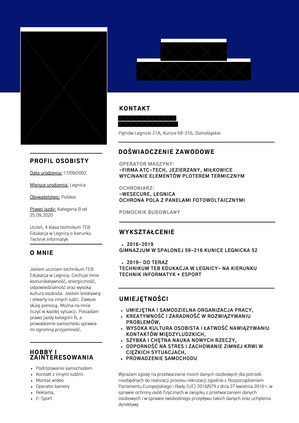 KONTAKT
Piątnów Legnicki 21A, Kunice 59-216, Dolnośląskie
DOŚWIADCZENIE ZAWODOWE
OPERATOR MASZYNY:
-FIRMA ATC-TECH, JEZIERZANY, MIŁKOWICE
WYCINANIE ELEMENTÓW PLOTEREM TERMICZNYM
OCHRONIARZ:
-WESECURE, LEGNICA
OCHRONA POLA Z PANELAMI FOTOWOLTAICZNYMI
POMOCNIK BUDOWLANY
WYKSZTAŁCENIE
2016-2019
GIMNAZJUM W SPALONEJ 59-216 KUNICE LEGNICKA 52
2019- DO TERAZ
TECHNIKUM TEB EDUKACJA W LEGNICY- NA KIERUNKU
TECHNIK INFORMATYK + ESPORT
UMIEJĘTNOŚCI
UMIEJĘTNA I SAMODZIELNA ORGANIZACJA PRACY,
KREATYWNOŚĆ I ZARADNOŚĆ W ROZWIĄZYWANIU
PROBLEMÓW,
WYSOKA KULTURA OSOBISTA I ŁATWOŚĆ NAWIĄZYWANIU
KONTAKTÓW MIĘDZYLUDZKICH,
SZYBKA I CHĘTNA NAUKA NOWYCH RZECZY,
ODPORNOŚĆ NA STRES I ZACHOWANIE ZIMNEJ KRWI W
CIĘŻKICH SYTUACJACH,
PROWADZENIE SAMOCHODU
Wyrażam zgodę na przetwarzanie moich danych osobowych dla potrzeb
niezbędnych do realizacji procesu rekrutacji zgodnie z Rozporządzeniem
Parlamentu Europejskiego i Rady (UE) 2016/679 z dnia 27 kwietnia 2016 r. w
sprawie ochrony osób fizycznych w związku z przetwarzaniem danych
osobowych i w sprawie swobodnego przepływu takich danych oraz uchylenia
dyrektywy
PROFIL OSOBISTY
Data urodzenia: 17/09/2002
Miejsce urodzenia: Legnica
Obywatelstwo: Polskie
Prawo jazdy: Kategoria B od
25.09.2020
Uczeń, 4 klasa technikum TEB
Edukacja w Legnicy o kierunku
Technik Informatyk
O MNIE
Jestem uczniem technikum TEB
Edukacja w Legnicy. Cechuje mnie
komunikatywność, energiczność,
odpowiedzialność oraz wysoka
kultura osobista. Jestem kreatywny
i otwarty na innych ludzi. Zawsze
służę pomocą. Można na mnie
liczyć w każdej sytuacji. Posiadam
prawo jazdy kategorii B, a
prowadzenie samochodu sprawia
mi ogromną przyjemność.
HOBBY I
ZAINTERESOWANIA
Podróżowanie samochodem
Kontakt z innymi ludźmi
Montaż wideo
Operator kamery
Reklama,
E-Sport